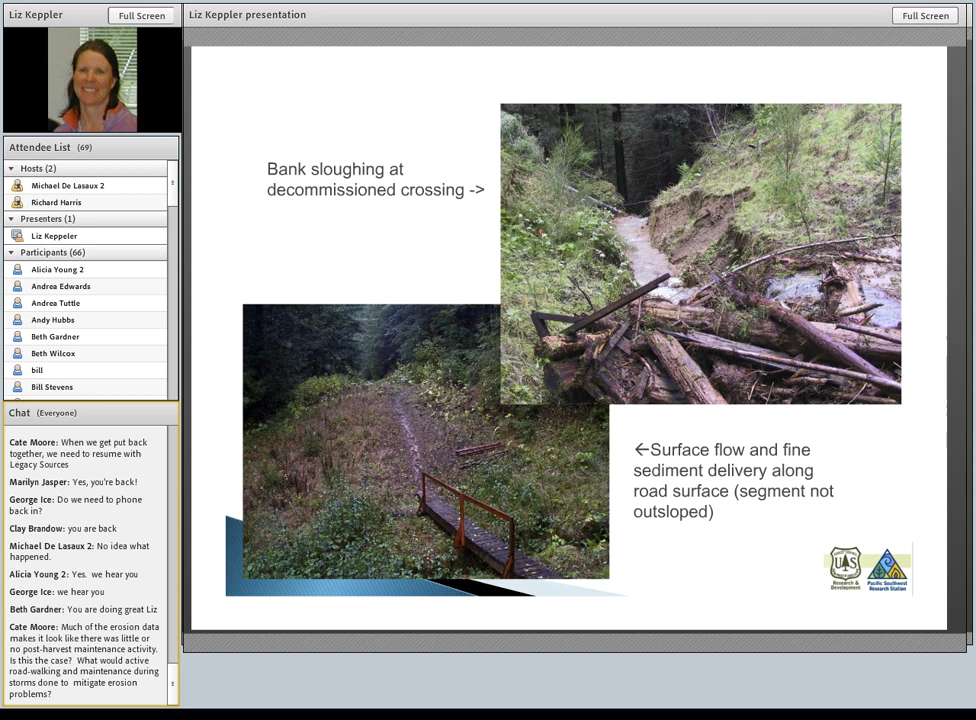 Liz Keppler
Full Screen
Liz Keppler presentation
Full Screen
Attendee List (69)
Hosts (2)
Michael De Lasaux 2
Richard Harris
Presenters (1)
Liz Keppeler
Participants (66)
Alicia Young 2
Andrea Edwards
Andrea Tuttle
Andy Hubbs
Beth Gardner
Beth Wilcox
bill
Bill Stevens
Chat (Everyone)
Cate Moore: When we get put back
together, we need to resume with
Legacy Sources
Marilyn Jasper: Yes, you're back!
George Ice: Do we need to phone
back in?
Clay Brandow: you are back
Michael De Lasaux 2: No idea what
happened.
Alicia Young 2: Yes. we hear you
George Ice: we hear you
Beth Gardner: You are doing great Liz
Cate Moore: Much of the erosion data
makes it look like there was little or
no post-harvest maintenance activity.
Is this the case? What would active
road-walking and maintenance during
storms done to mitigate erosion
problems?
Bank sloughing at
decommissioned crossing ->
←Surface flow and fine
sediment delivery along
road surface (segment not
outsloped)
UAS
Research &
Development
Pacific Southwest
Research Station